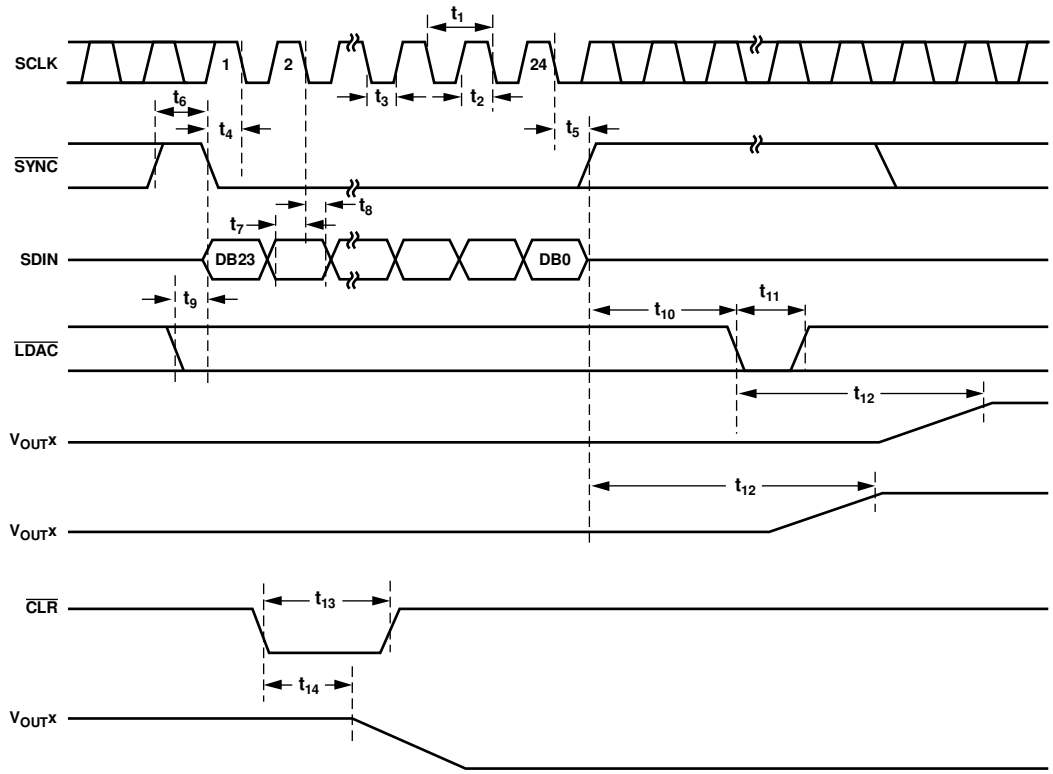 t1
SCLK
1
2
24
t3
t2
t6
t4
t5
SYNC
t7
t8
SDIN
DB23
DB0
t9
t10
t11
LDAC
t12
VOUTX
t12
VOUTX
CLR
t13
t14
VOUTX